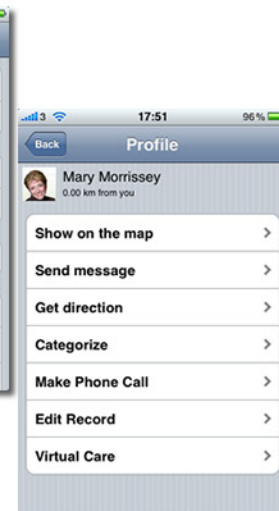 3 17:51 96%
Back Profile
Mary Morrissey
0.00 km from you
Show on the map
Send message
Get direction
Categorize
Make Phone Call
Edit Record
Virtual Care